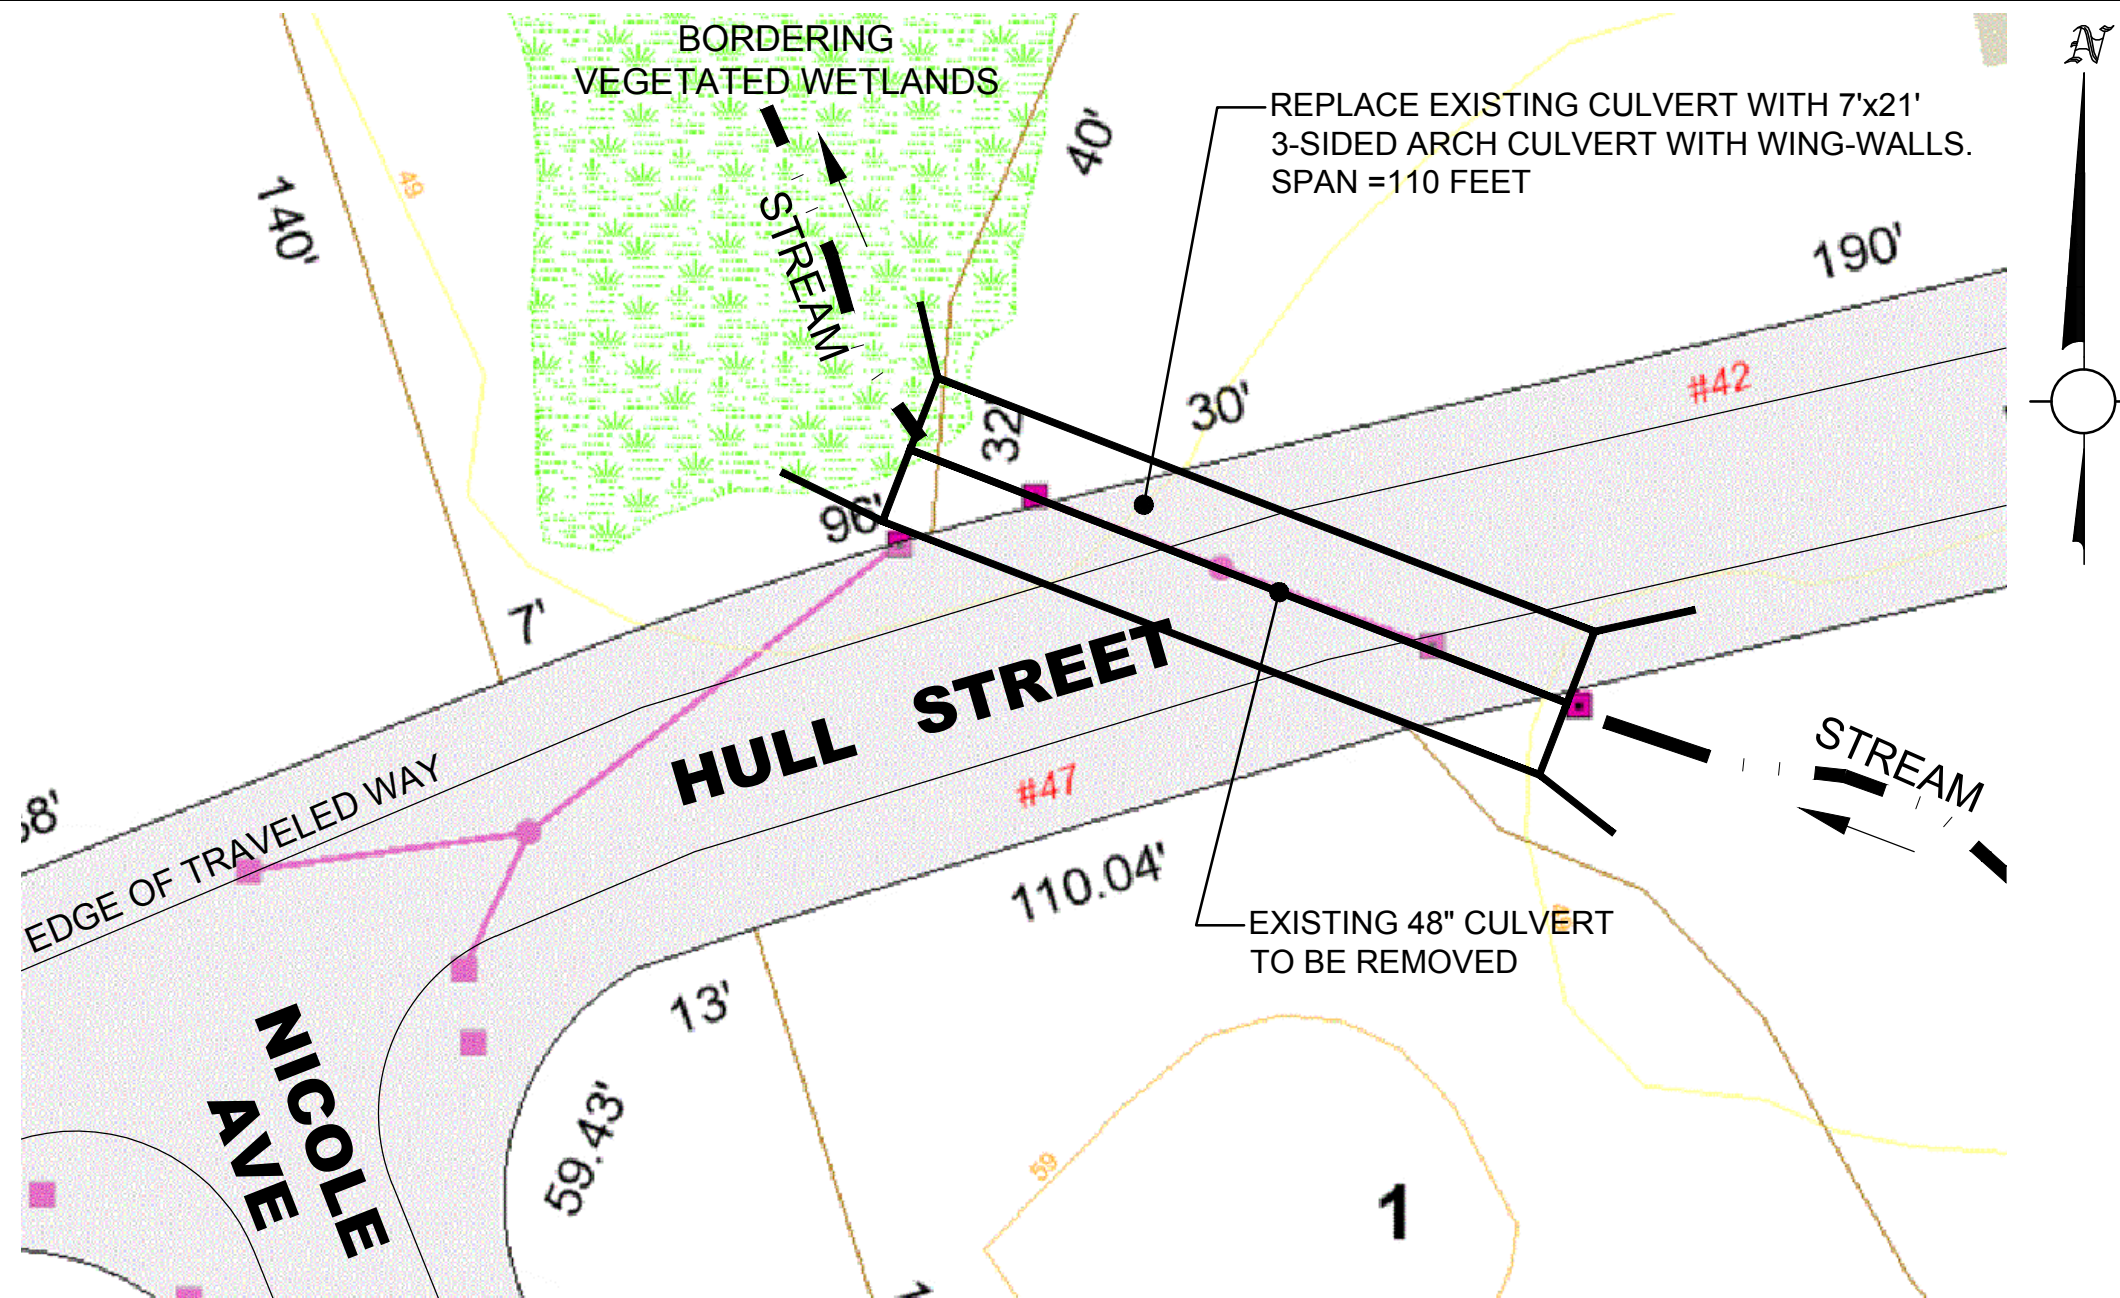 BORDERING
VEGETATED WETLANDS
N
REPLACE EXISTING CULVERT WITH 7'x21'
3-SIDED ARCH CULVERT WITH WING-WALLS.
SPAN =110 FEET
40'
140'
49
STREAM
190'
#42
30'
32'
96'
7'
HULL STREET
#47
STREAM
EDGE OF TRAVELED WAY
110.04'
EXISTING 48" CULVERT
TO BE REMOVED
13'
NICOLE
AVE
59.43'
59
1